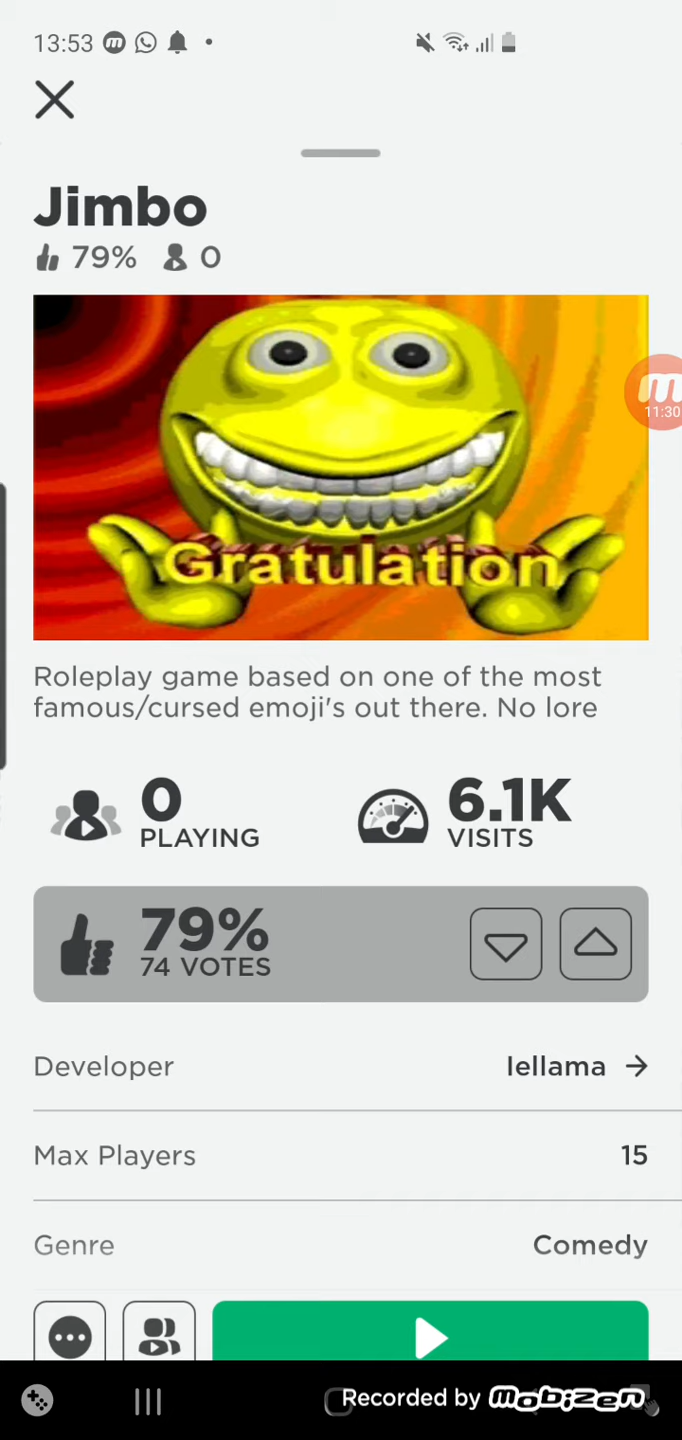 13:53
Jimbo
79% 0
Gratulation
11:30
Roleplay game based on one of the most
famous/cursed emoji's out there. No lore
0
PLAYING
6.1K
VISITS
79%
74 VOTES
Developer
lellama
Max Players
15
Genre
Comedy
Recorded by mobizen